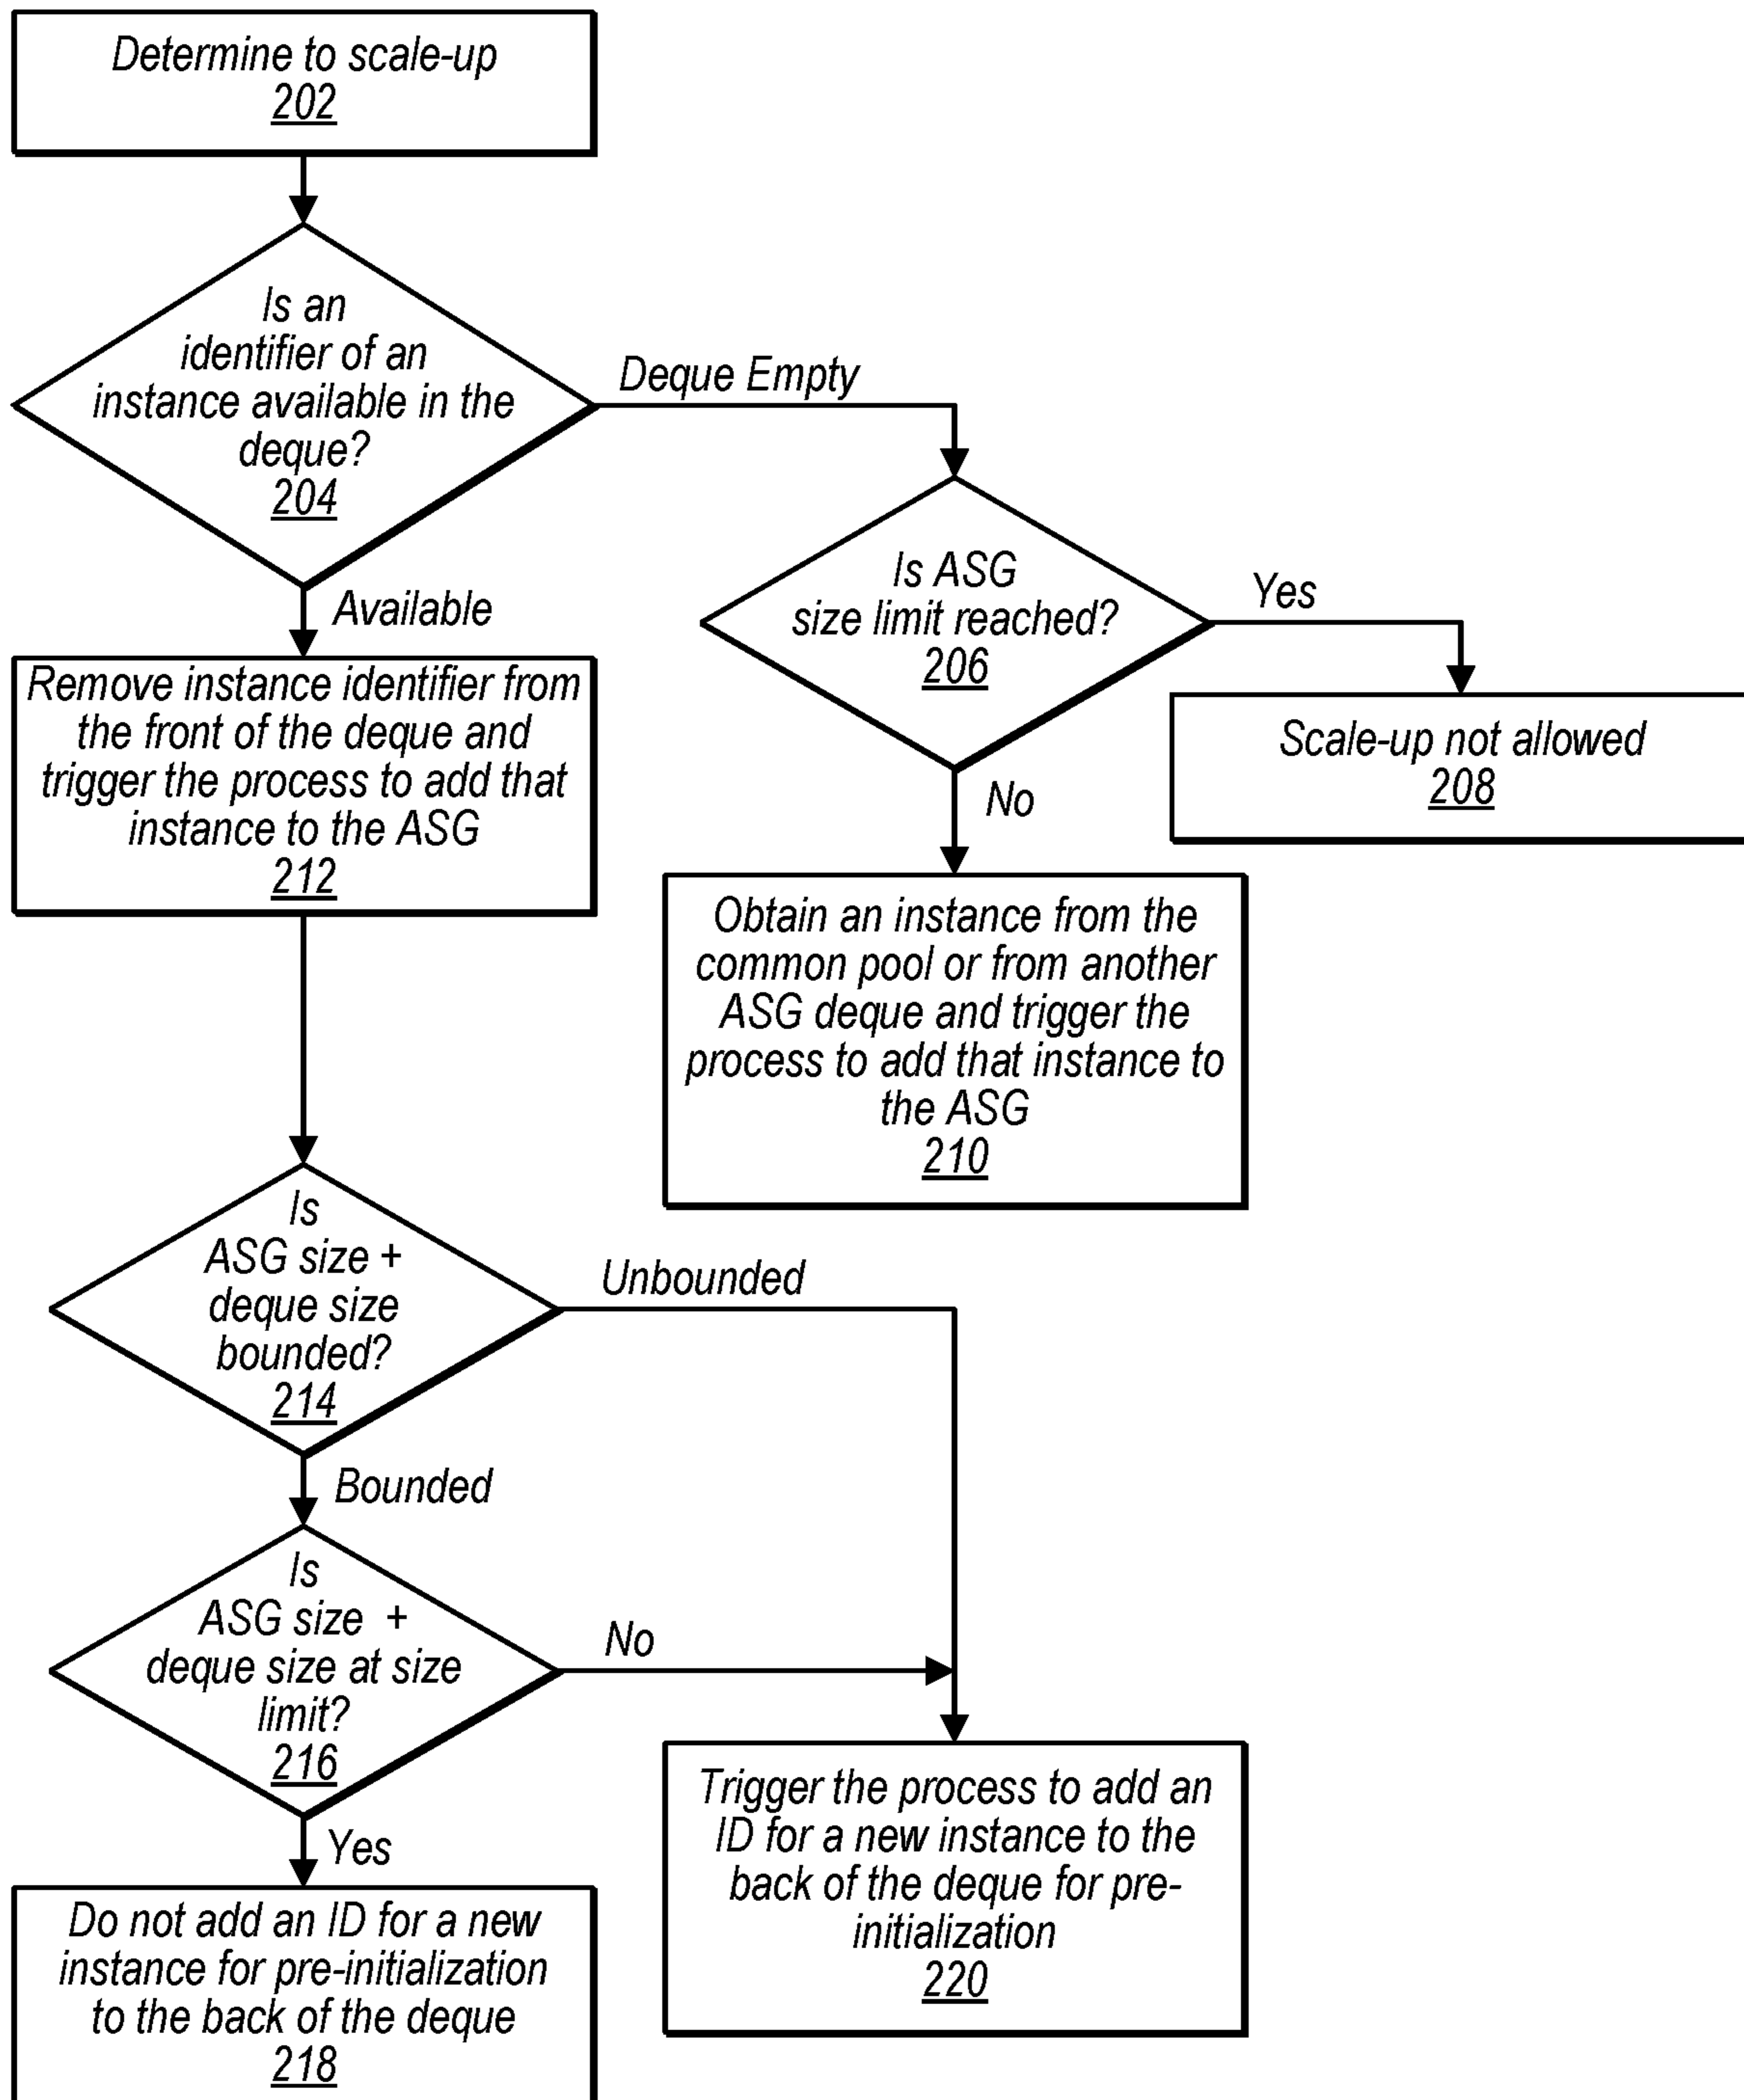 Determine to scale-up
202
Is an
identifier of an
instance available in the
deque?
204
Deque Empty
Available
Is ASG
size limit reached?
206
Yes
No
Scale-up not allowed
208
Remove instance identifier from
the front of the deque and
trigger the process to add that
instance to the ASG
212
Obtain an instance from the
common pool or from another
ASG deque and trigger the
process to add that instance to
the ASG
210
Is
ASG size +
deque size
bounded?
214
Unbounded
Bounded
Is
ASG size +
deque size at size
limit?
216
No
Yes
Trigger the process to add an
ID for a new instance to the
back of the deque for pre-
initialization
220
Do not add an ID for a new
instance for pre-initialization
to the back of the deque
218